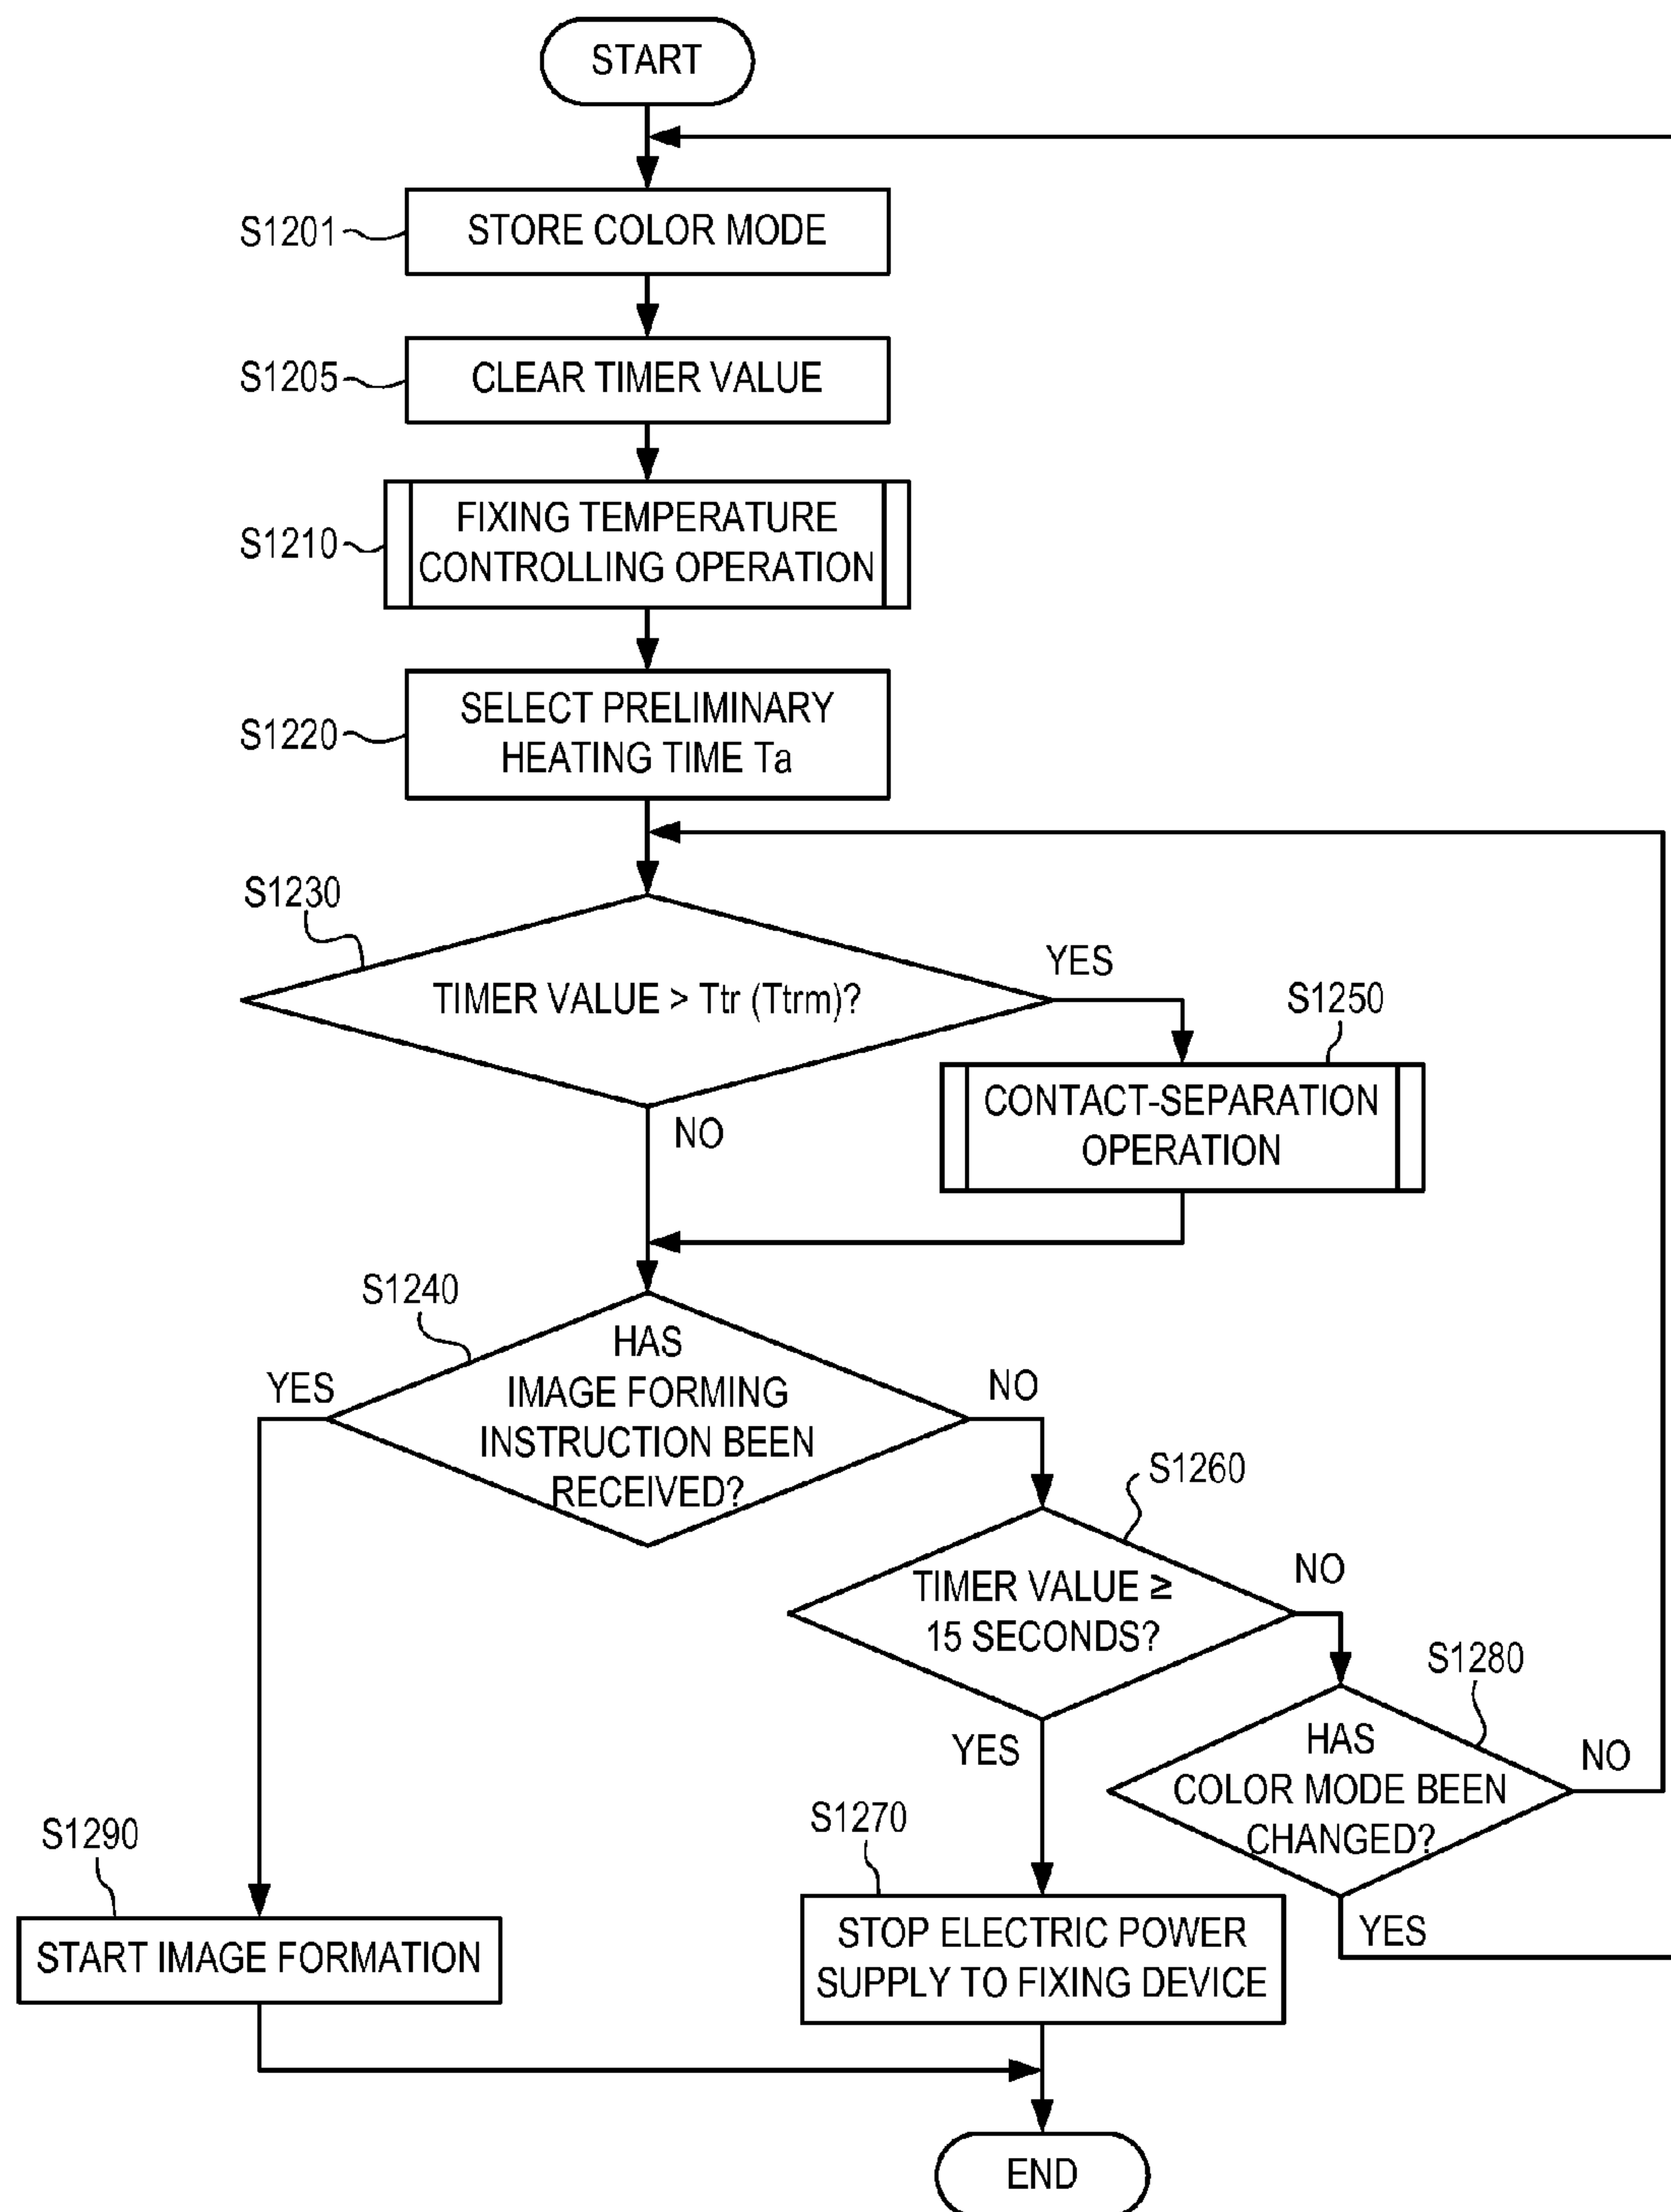 START
S1201
STORE COLOR MODE
S1205
CLEAR TIMER VALUE
S1210
FIXING TEMPERATURE
CONTROLLING OPERATION
S1220
SELECT PRELIMINARY
HEATING TIME Ta
S1230
TIMER VALUE > Ttr (Ttrm)?
YES
NO
S1250
CONTACT-SEPARATION
OPERATION
S1240
HAS
IMAGE FORMING
INSTRUCTION BEEN
RECEIVED?
YES
NO
S1260
TIMER VALUE ≥
15 SECONDS?
NO
YES
S1280
HAS
COLOR MODE BEEN
CHANGED?
NO
YES
S1270
STOP ELECTRIC POWER
SUPPLY TO FIXING DEVICE
S1290
START IMAGE FORMATION
END